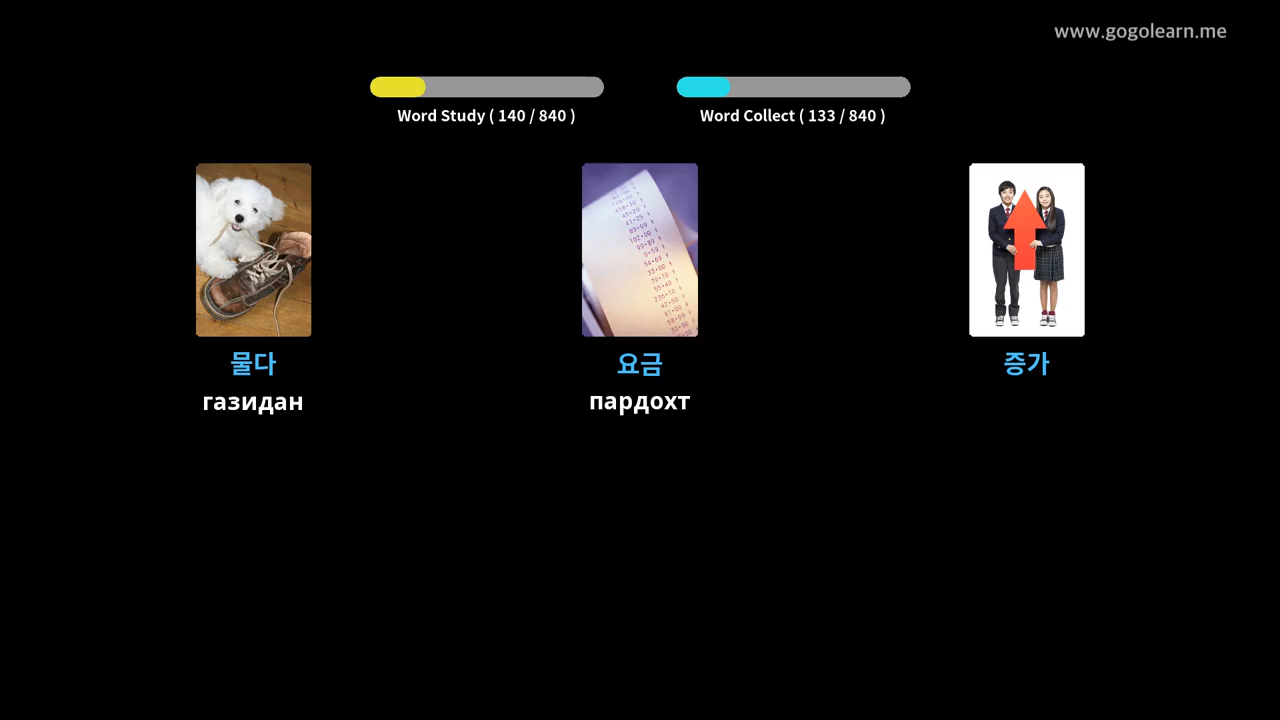 www.gogolearn.me
Word Study ( 140 / 840 )
Word Collect ( 133 / 840 )
물다
요금
증가
газидан
пардохт